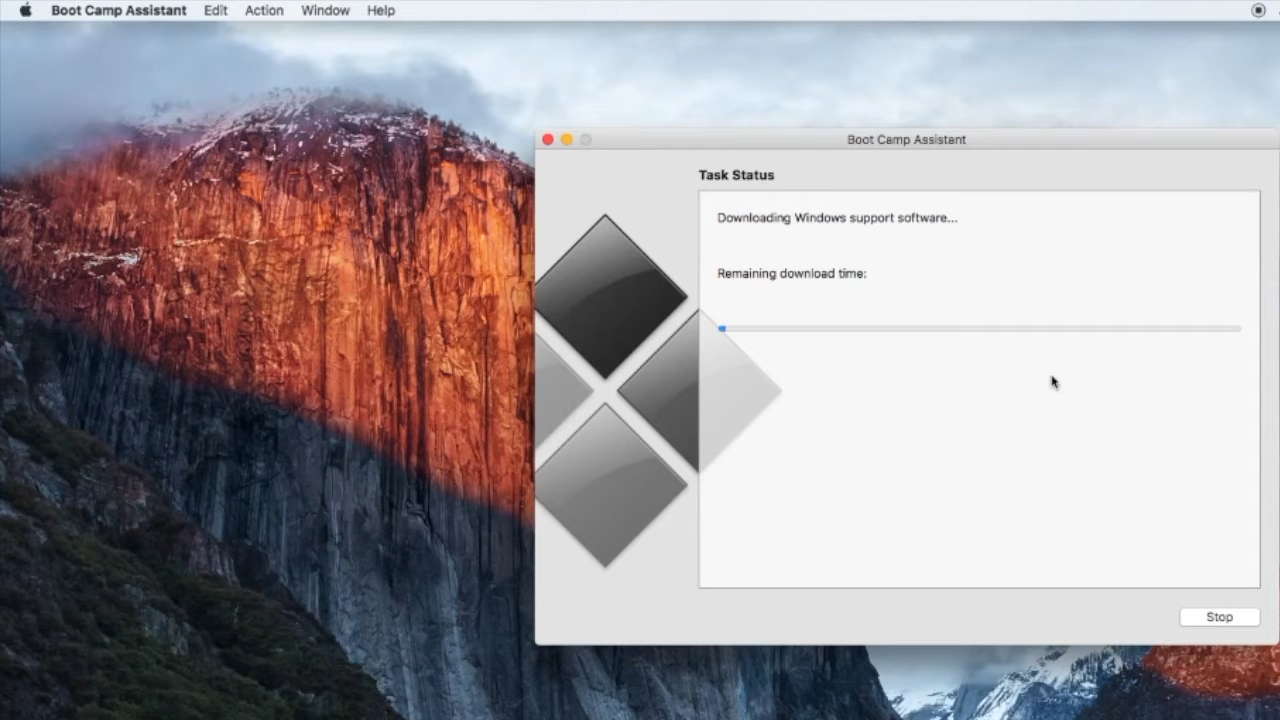 Boot Camp Assistant Edit Action Window Help
Boot Camp Assistant
Task Status
Downloading Windows support software...
Remaining download time:
Stop